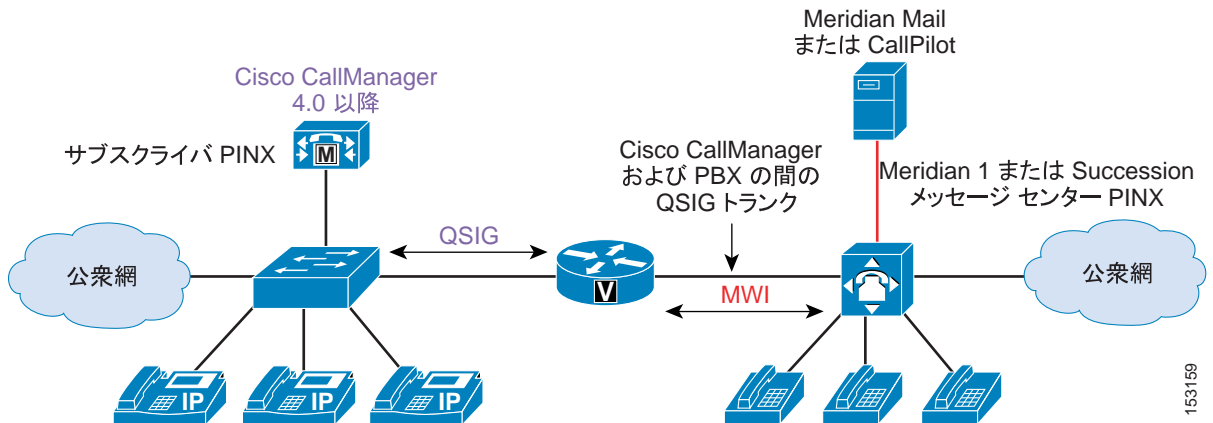 Meridian Mail
または CallPilot
Cisco CallManager
4.0 以降
サブスクライバ PINX
M
Cisco CallManager
および PBX の間の
QSIG トランク
Meridian 1 または Succession
メッセージ センター PINX
公衆網
QSIG
V
MWI
公衆網
IP
IP
IP
153159